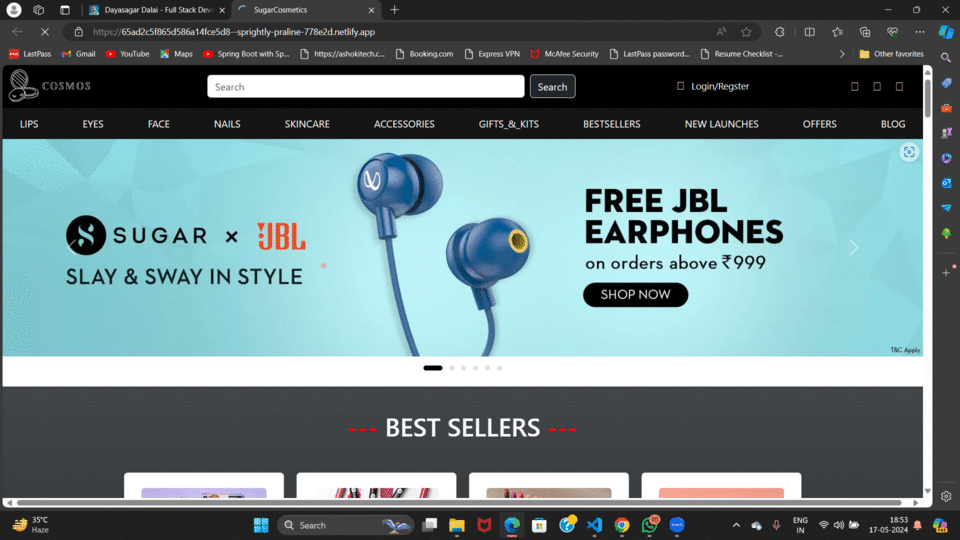 Dayasagar Dalai - Full Stack Deve
SugarCosmetics
https://65ad2c5f865d586a14fce5d8--sprightly-praline-778e2d.netlify.app
LastPass
Gmail
YouTube
Maps
Spring Boot with Sp...
https://ashokitech.c...
Booking.com
Express VPN
McAfee Security
LastPass password...
Resume Checklist -...
Other favorites
COSMOS
Search
Search
Login/Regster
LIPS
EYES
FACE
NAILS
SKINCARE
ACCESSORIES
GIFTS_&_KITS
BESTSELLERS
NEW LAUNCHES
OFFERS
BLOG
S SUGAR × JBL
SLAY & SWAY IN STYLE
FREE JBL
EARPHONES
on orders above ₹999
SHOP NOW
T&C Apply
--- BEST SELLERS ---
35°C
Haze
Search
ENG
IN
18:53
17-05-2024